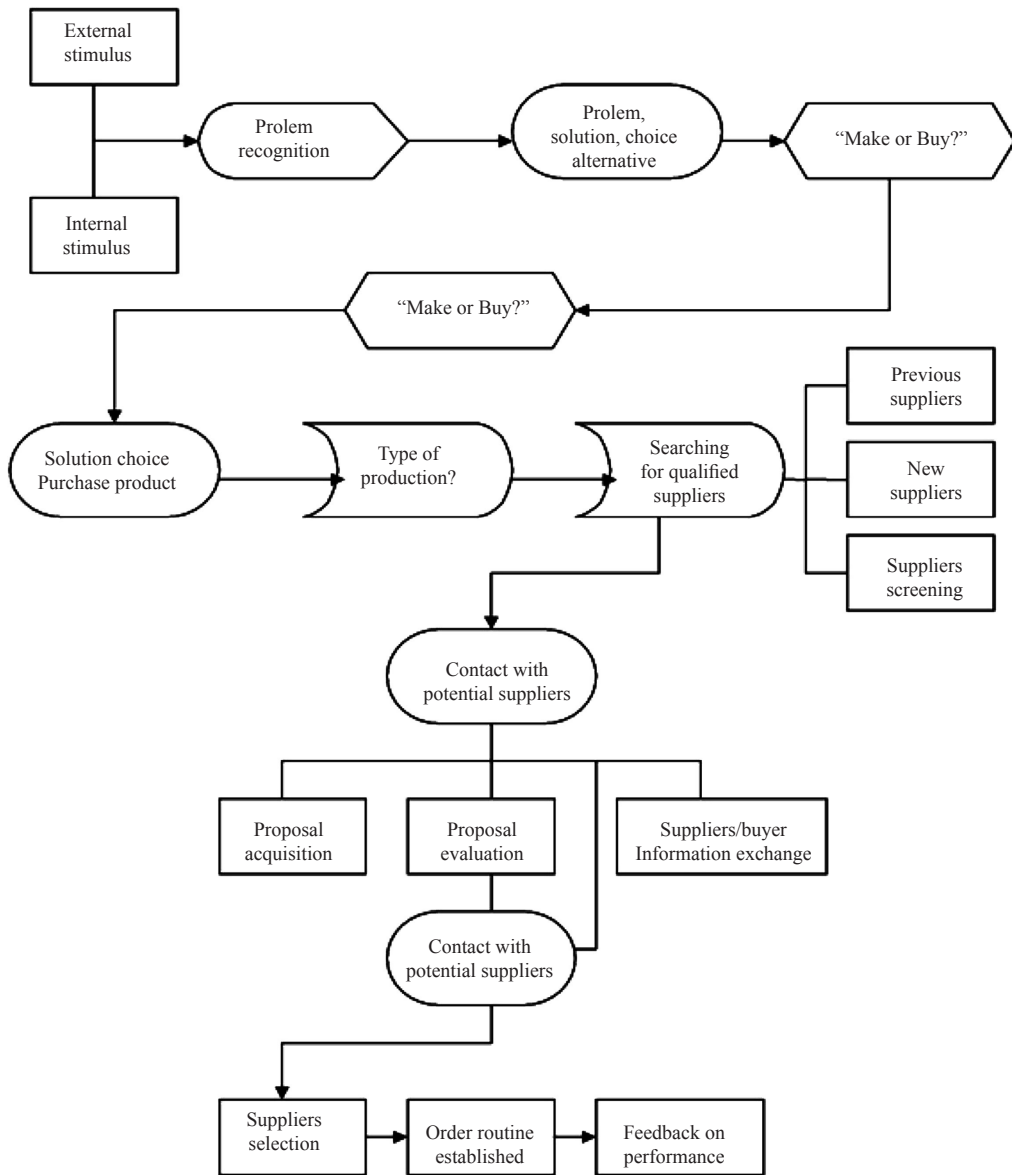 External
stimulus
Prolem
recognition
Prolem,
solution, choice
alternative
“Make or Buy?”
Internal
stimulus
“Make or Buy?”
Previous
suppliers
Solution choice
Purchase product
Type of
production?
Searching
for qualified
suppliers
New
suppliers
Suppliers
screening
Contact with
potential suppliers
Proposal
acquisition
Proposal
evaluation
Suppliers/buyer
Information exchange
Contact with
potential suppliers
Suppliers
selection
Order routine
established
Feedback on
performance